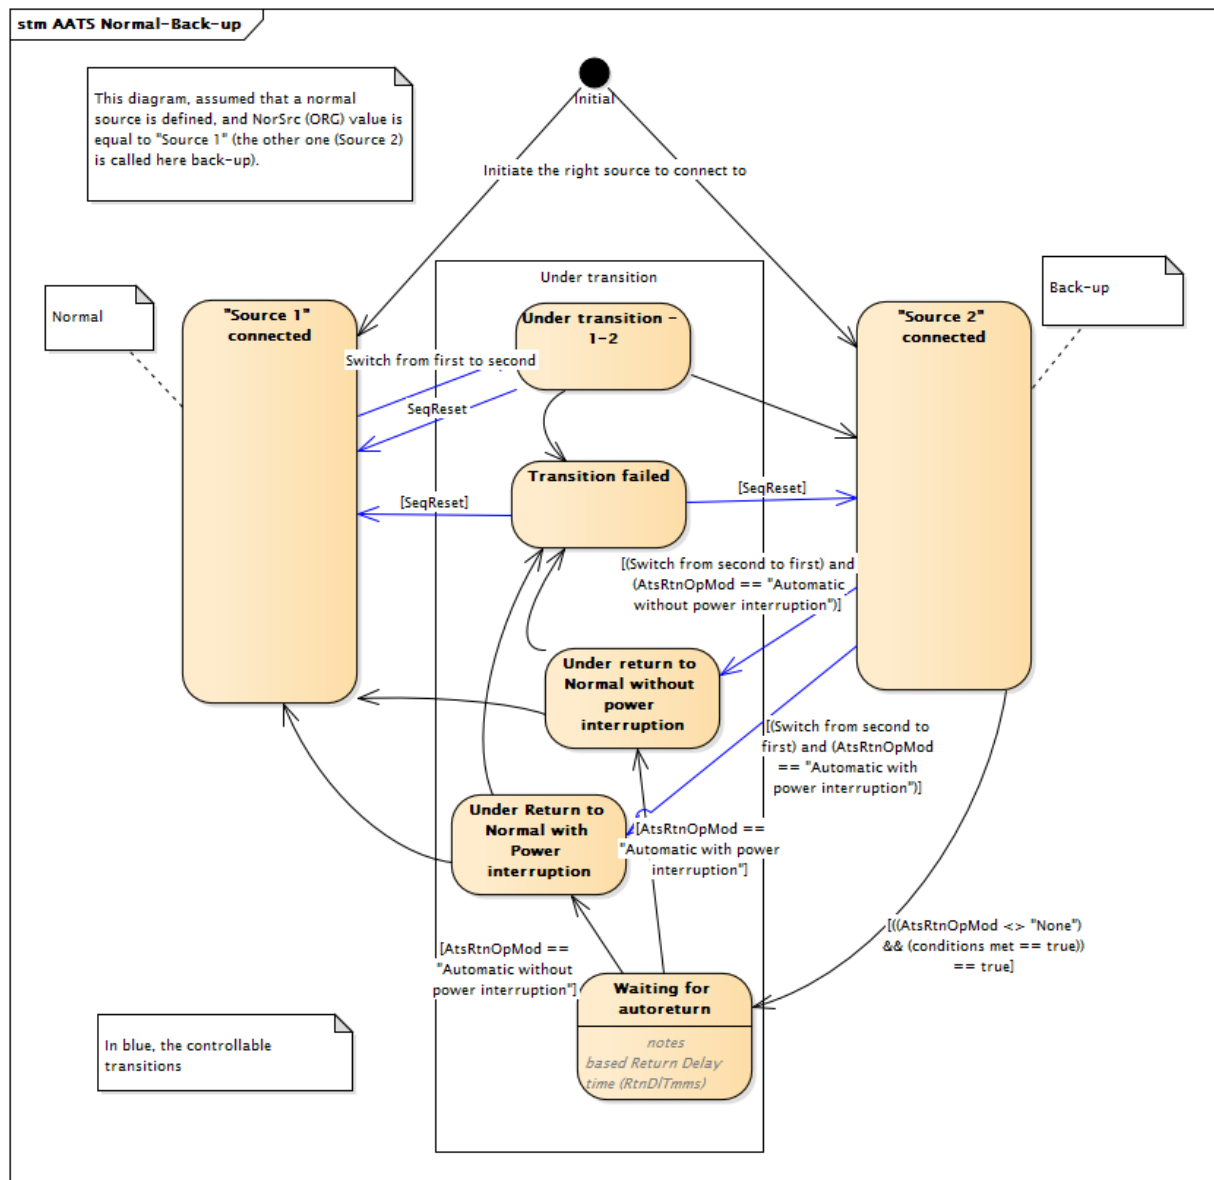 stm AATS Normal-Back-up
This diagram, assumed that a normal
source is defined, and NorSrc (ORG) value is
equal to "Source 1" (the other one (Source 2)
is called here back-up).
Initial
Initiate the right source to connect to
Under transition
Normal
Back-up
"Source 1"
connected
Under transition -
1-2
"Source 2"
connected
Switch from first to second
SeqReset
Transition failed
[SeqReset]
[SeqReset]
[(Switch from second to first) and
(AtsRtnOpMod == "Automatic
without power interruption")]
Under return to
Normal without
power
interruption
[(Switch from second to
first) and (AtsRtnOpMod
== "Automatic with
power interruption")]
Under Return to
Normal with
Power
interruption
[AtsRtnOpMod ==
"Automatic with power
interruption"]
[((AtsRtnOpMod <> "None")
&& (conditions met == true))
== true]
[AtsRtnOpMod ==
"Automatic without
power interruption"]
Waiting for
autoreturn
notes
based Return Delay
time (RtnDlTmms)
In blue, the controllable
transitions